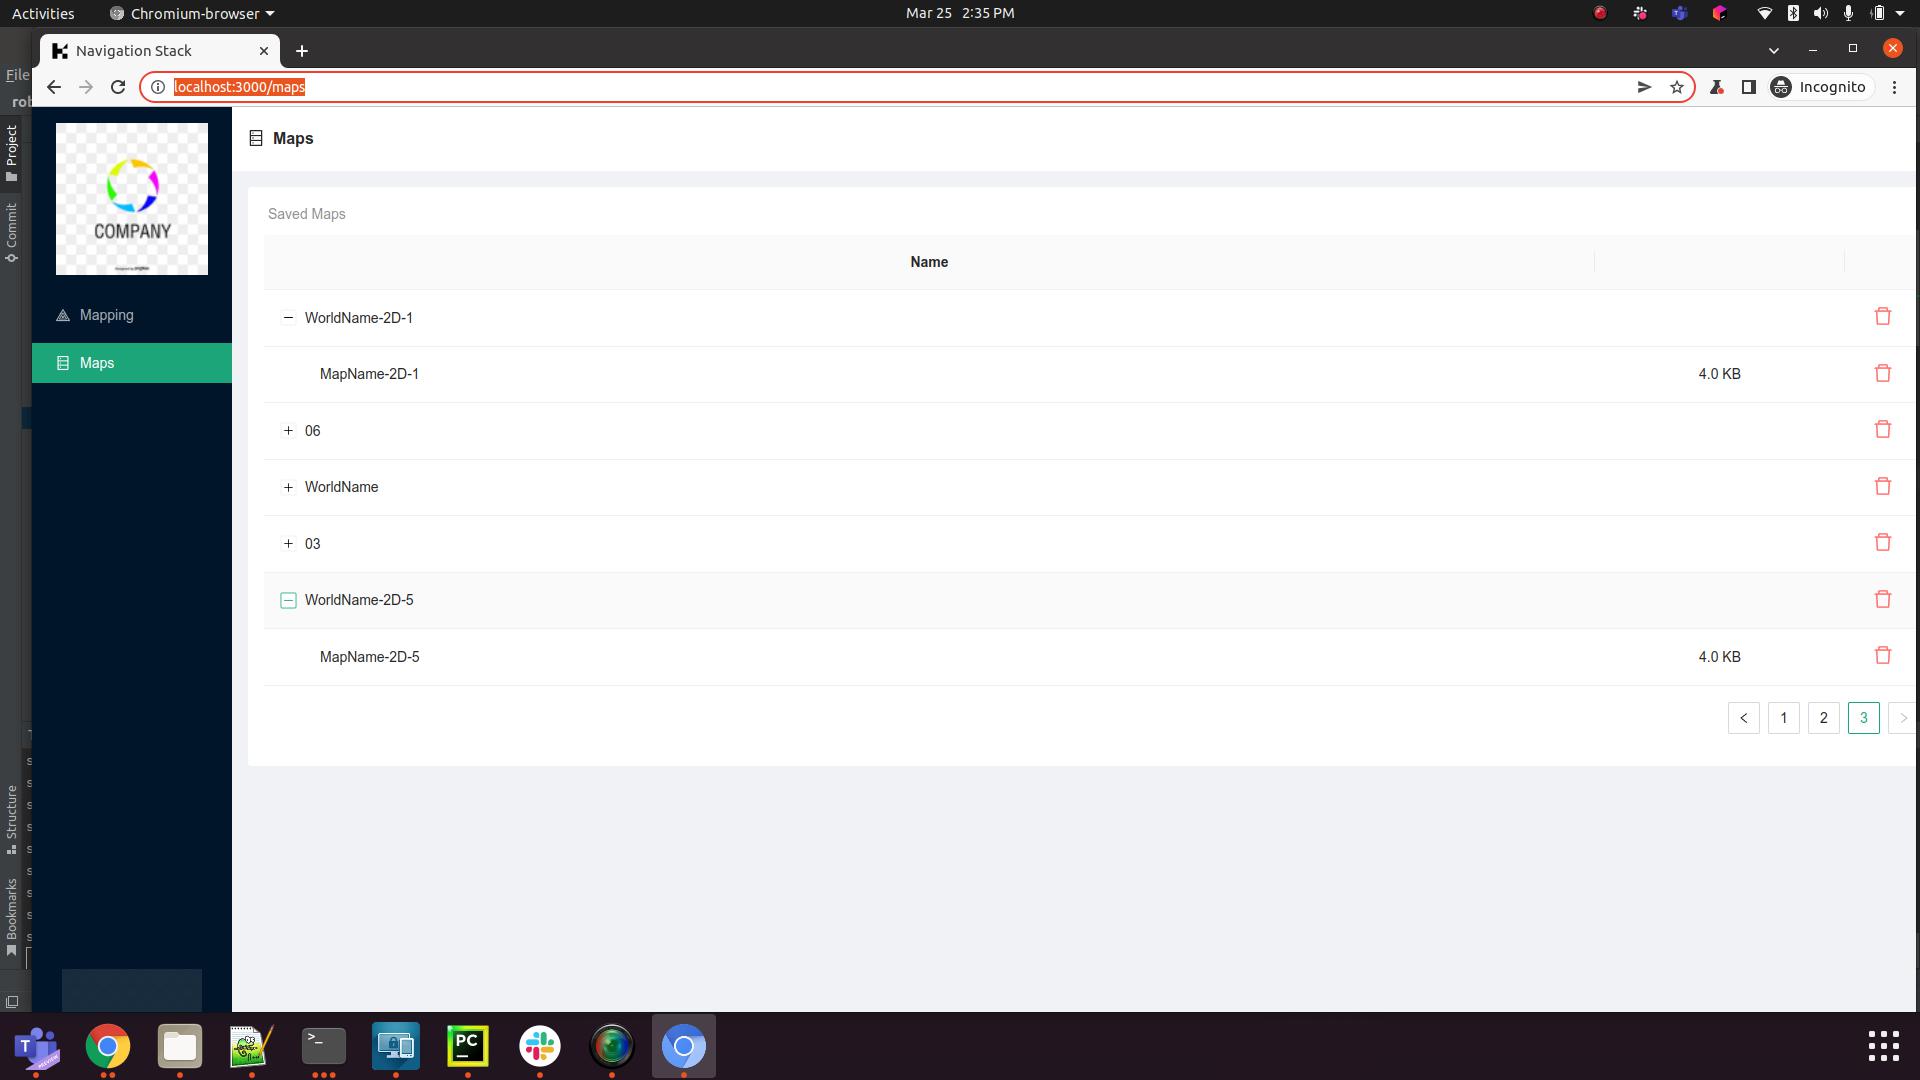 Activities
Chromium-browser
Mar 25 2:35 PM
Navigation Stack
File
localhost:3000/maps
Incognito
rob
Project
Commit
Structure
Bookmarks
COMPANY
Mapping
Maps
Maps
Saved Maps
Name
WorldName-2D-1
MapName-2D-1 4.0 KB
06
WorldName
03
WorldName-2D-5
MapName-2D-5 4.0 KB
< 1 2 3 >
T
PC
>_